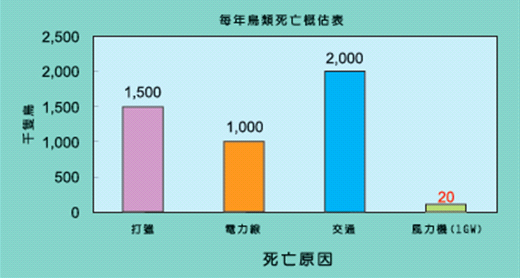 每年鳥類死亡概估表
千隻鳥
2,500
2,000
1,500
1,000
500
0
1,500
1,000
2,000
20
打獵
電力線
交通
風力機(1GW)
死亡原因